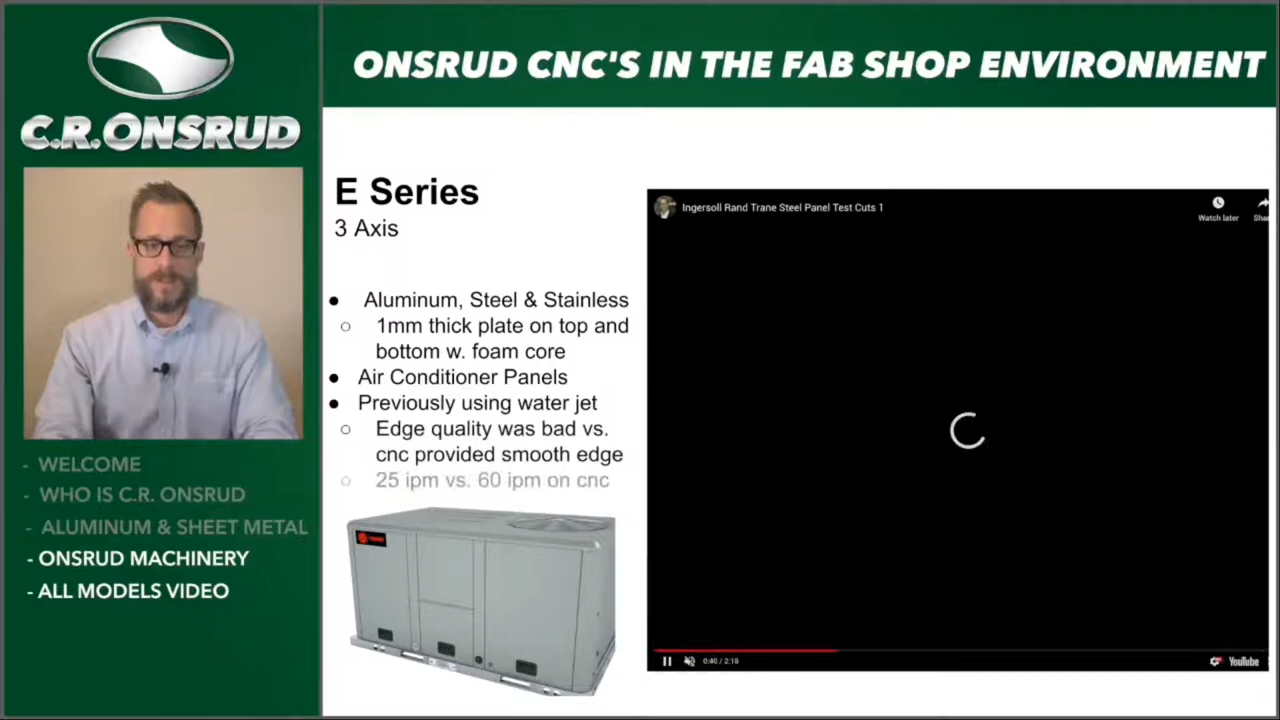 C.R.ONSRUD
ONSRUD CNC'S IN THE FAB SHOP ENVIRONMENT
- WELCOME
- WHO IS C.R. ONSRUD
- ALUMINUM & SHEET METAL
- ONSRUD MACHINERY
- ALL MODELS VIDEO
E Series
3 Axis
● Aluminum, Steel & Stainless
○ 1mm thick plate on top and
bottom w. foam core
● Air Conditioner Panels
● Previously using water jet
○ Edge quality was bad vs.
cnc provided smooth edge
○ 25 ipm vs. 60 ipm on cnc
Ingersoll Rand Trane Steel Panel Test Cuts 1
Watch later
Shar
0:40 / 2:19
YouTube